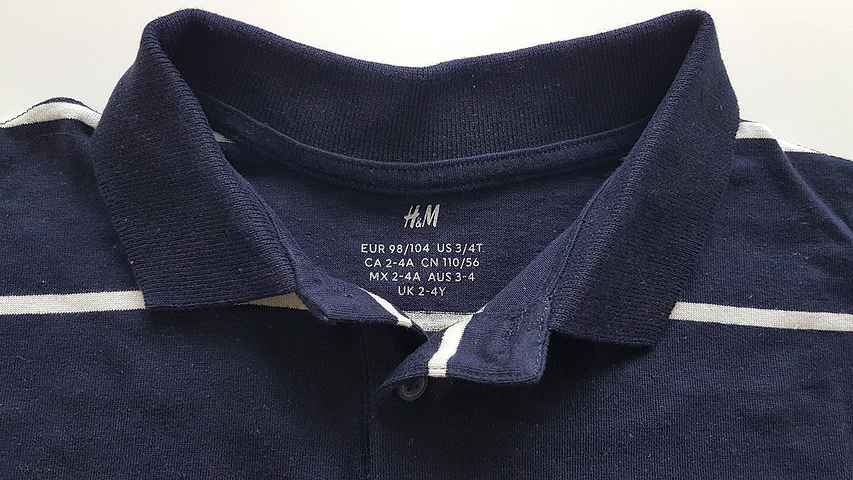 H&M
EUR 98/104 US 3/4T
CA 2-4A CN 110/56
MX 2-4A AUS 3-4
UK 2-4Y